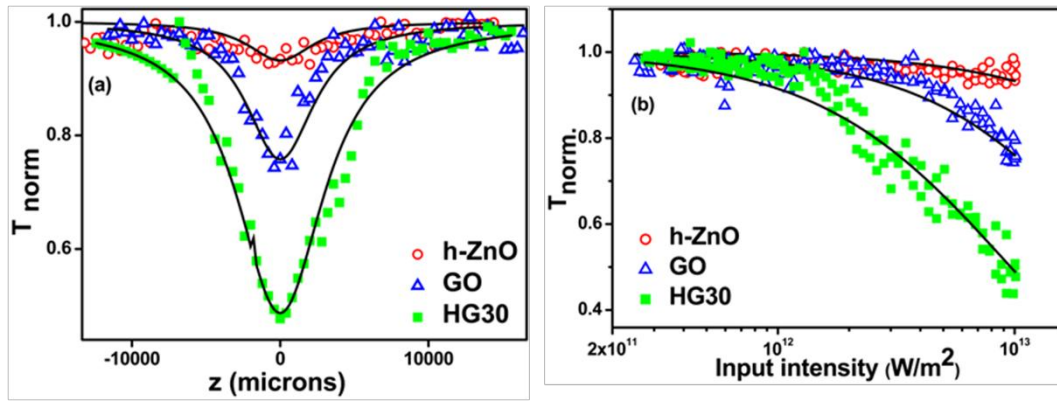 1.0
(a)
0.8
T norm
0.6
h-ZnO
GO
HG30
-10000
0
10000
z (microns)
1.0
(b)
0.8
T norm.
0.6
h-ZnO
GO
HG30
0.4
2x10¹¹
10¹²
10¹³
Input intensity (W/m²)